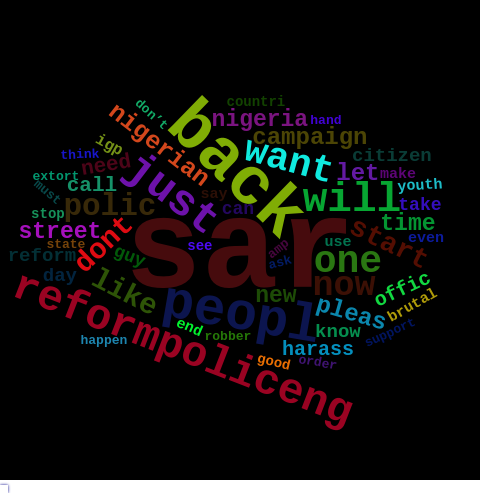 countri
don't
nigeria
hand
nigerian
back
campaign
igp
want
citizen
think
need
just
let
make
extort
must
call
say
will
youth
stop
polic
can
take
street
dont
sar
start
time
state
see
use
even
reform
guy
amp
one
day
ask
like
now
offic
reformpoliceng
peopl
new
pleas
brutal
end
know
support
happen
robber
harass
good
order